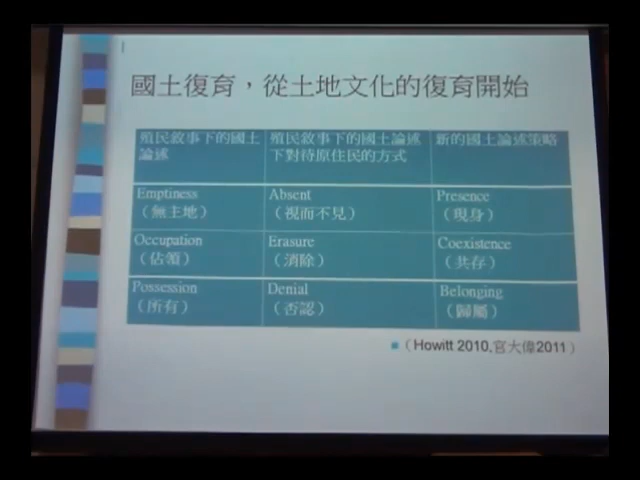 國土復育，從土地文化的復育開始
殖民敘事下的國土
論述
殖民敘事下的國土論述
下對待原住民的方式
新的國土論述策略
Emptiness
（無主地）
Absent
（視而不見）
Presence
（現身）
Occupation
（佔領）
Erasure
（消除）
Coexistence
（共存）
Possession
（所有）
Denial
（否認）
Belonging
（歸屬）
（Howitt 2010,官大偉2011）